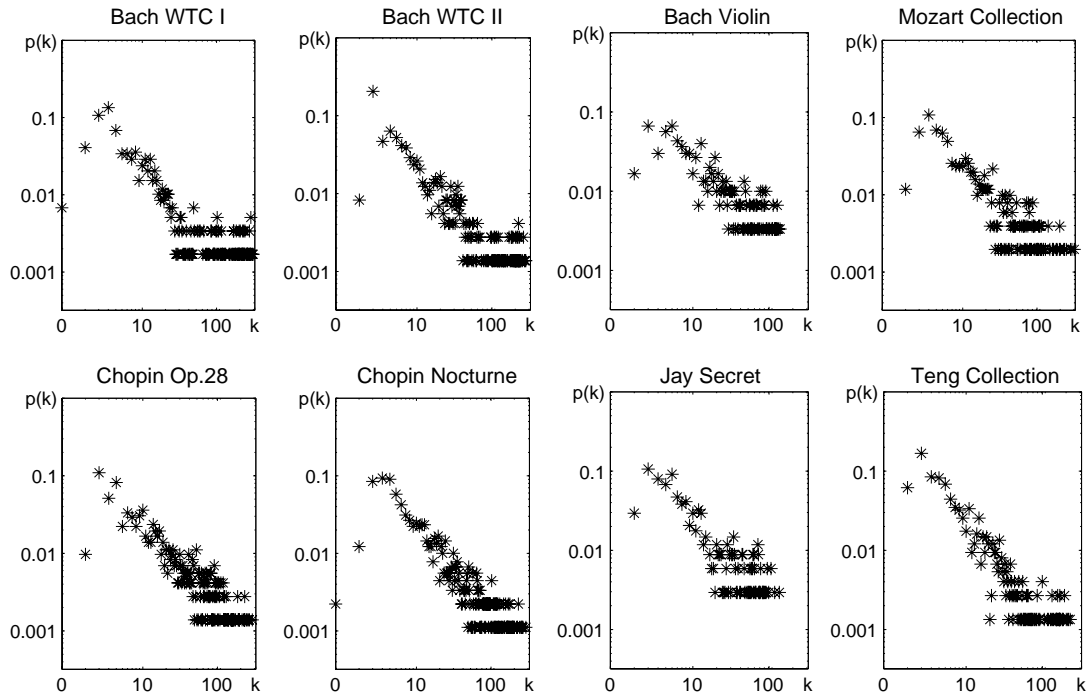 Bach WTC I
p(k)
0.1
0.01
0.001
0 10 100 k
Bach WTC II
p(k)
0.1
0.01
0.001
0 10 100 k
Bach Violin
p(k)
0.1
0.01
0.001
0 10 100 k
Mozart Collection
p(k)
0.1
0.01
0.001
0 10 100 k
Chopin Op.28
p(k)
0.1
0.01
0.001
0 10 100 k
Chopin Nocturne
p(k)
0.1
0.01
0.001
0 10 100 k
Jay Secret
p(k)
0.1
0.01
0.001
0 10 100 k
Teng Collection
p(k)
0.1
0.01
0.001
0 10 100 k